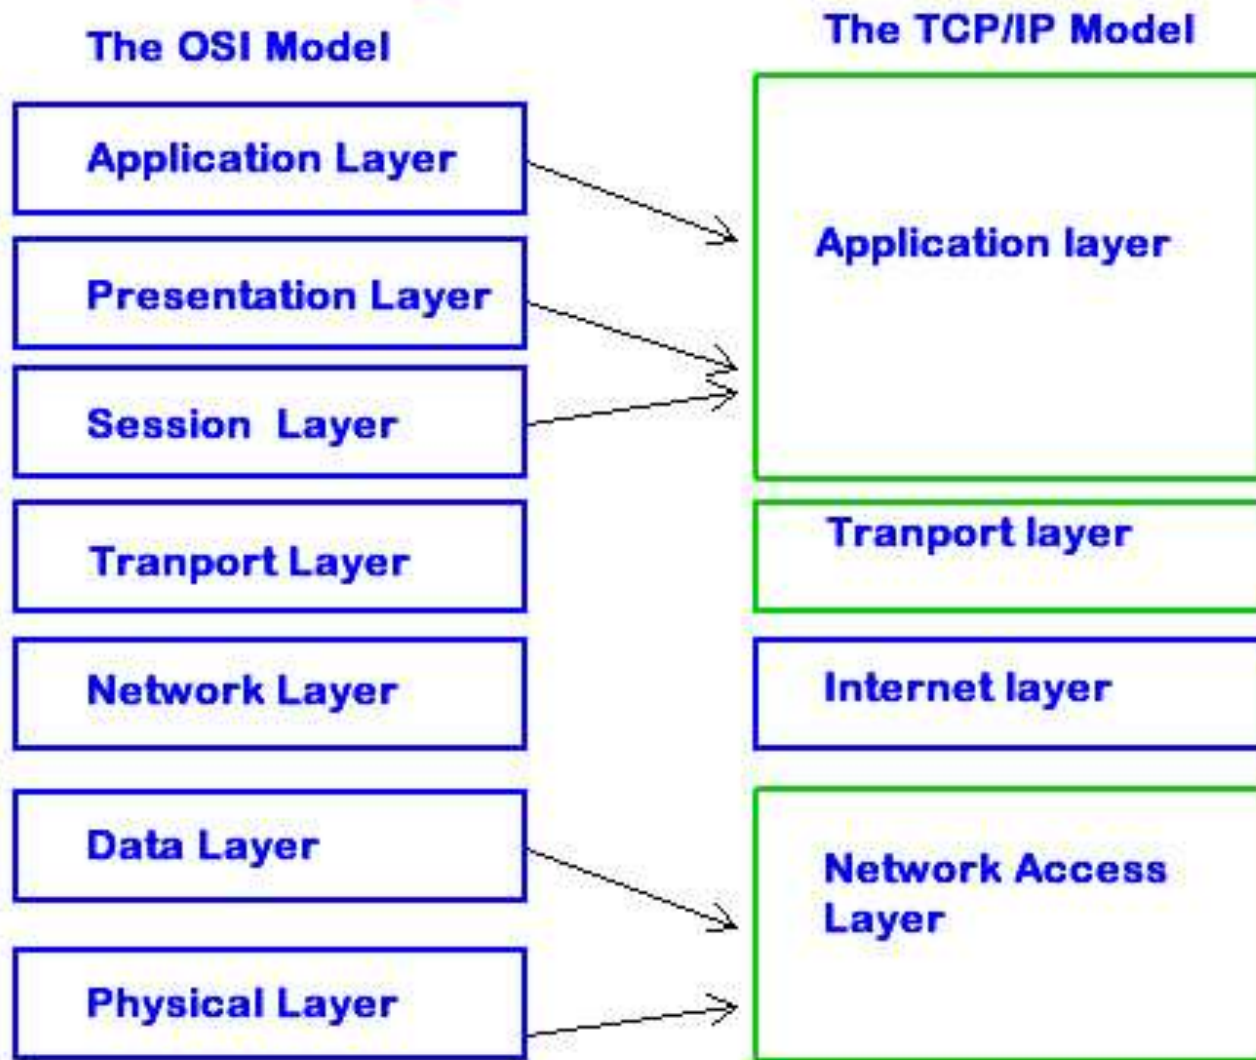 The OSI Model
Application Layer
Presentation Layer
Session Layer
Tranport Layer
Network Layer
Data Layer
Physical Layer
The TCP/IP Model
Application layer
Tranport layer
Internet layer
Network Access
Layer